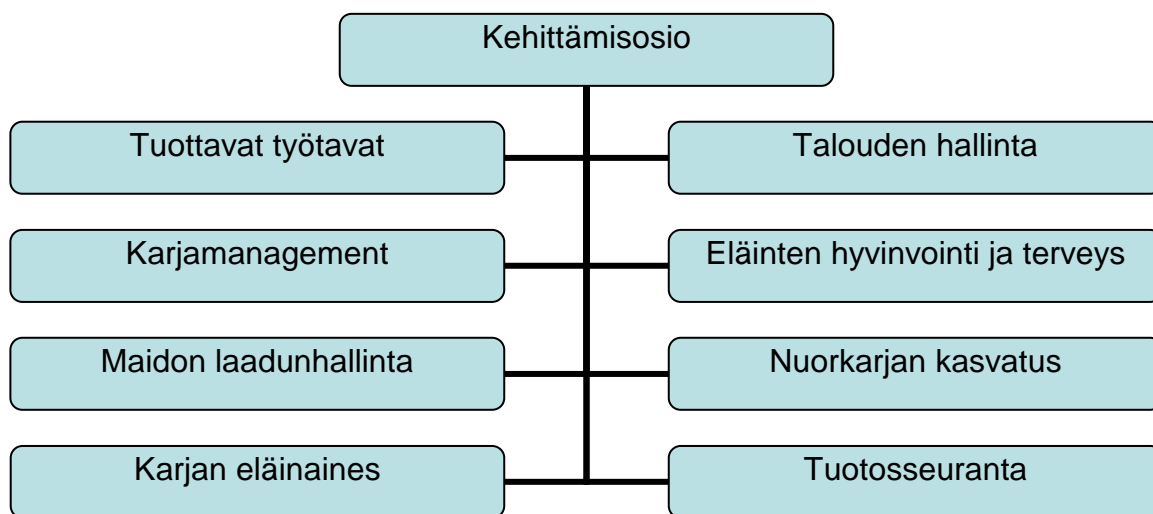 Kehittämisosio
Tuottavat työtavat
Talouden hallinta
Karjamanagement
Eläinten hyvinvointi ja terveys
Maidon laadunhallinta
Nuorkarjan kasvatus
Karjan eläinaines
Tuotosseuranta